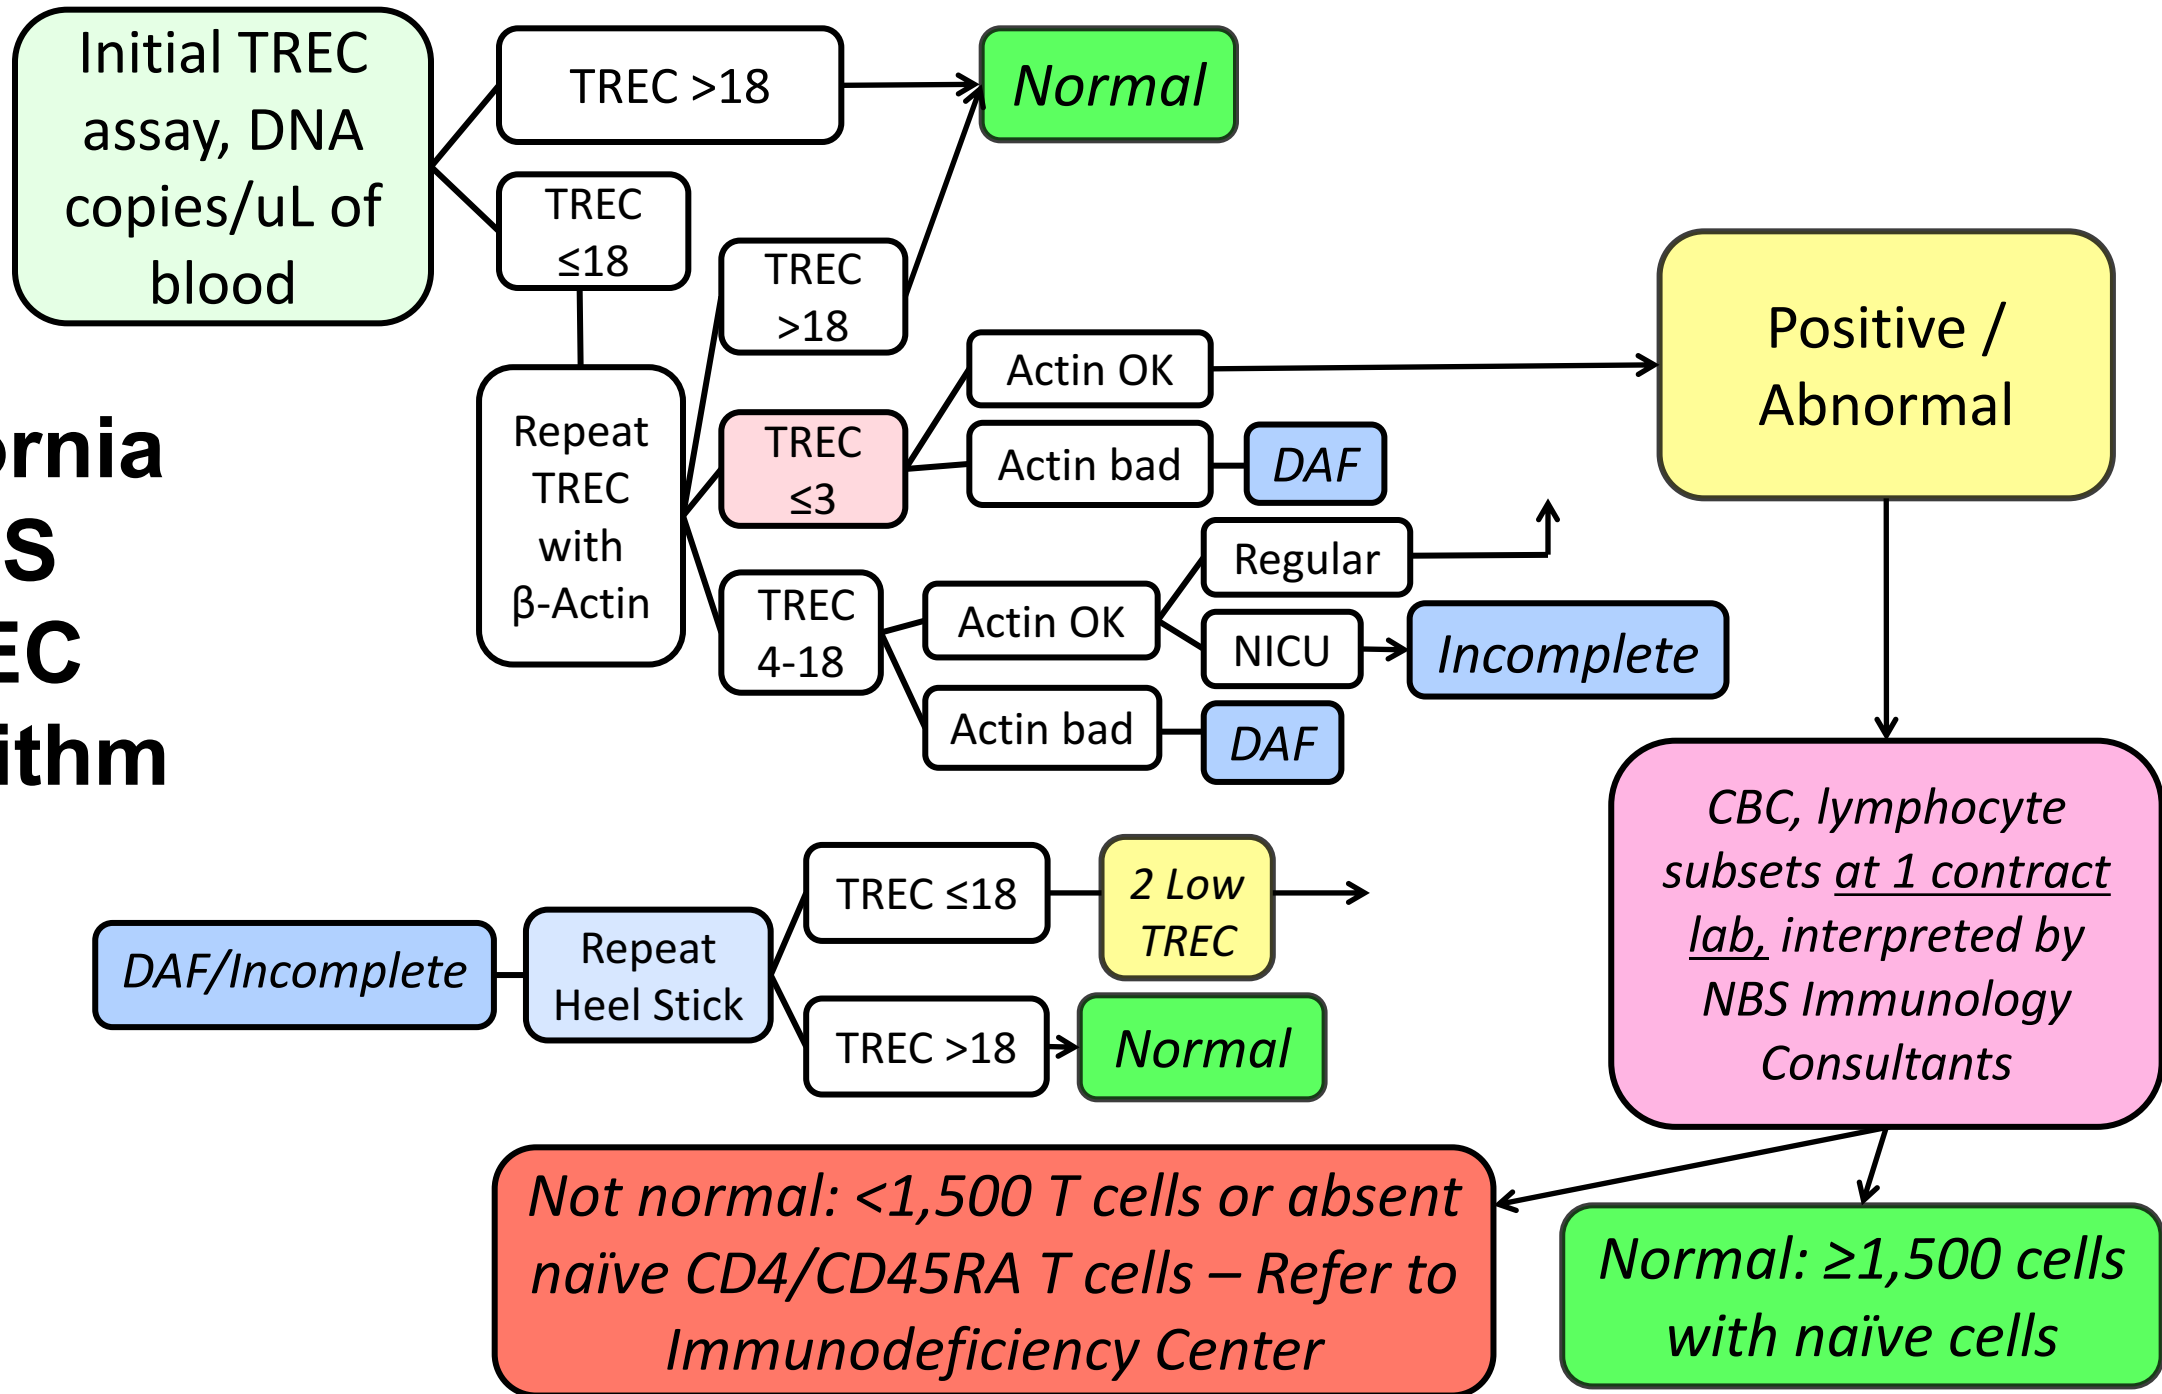 Initial TREC
assay, DNA
copies/uL of
blood
TREC >18
Normal
TREC
≤18
TREC
>18
Repeat
TREC
with
β-Actin
TREC
≤3
Actin OK
Actin bad
DAF
Positive /
Abnormal
TREC
4-18
Actin OK
Regular
NICU
Incomplete
Actin bad
DAF
ornia
S
EC
ithm
CBC, lymphocyte
subsets at 1 contract
lab, interpreted by
NBS Immunology
Consultants
DAF/Incomplete
Repeat
Heel Stick
TREC ≤18
2 Low
TREC
TREC >18
Normal
Not normal: <1,500 T cells or absent
naïve CD4/CD45RA T cells – Refer to
Immunodeficiency Center
Normal: ≥1,500 cells
with naïve cells